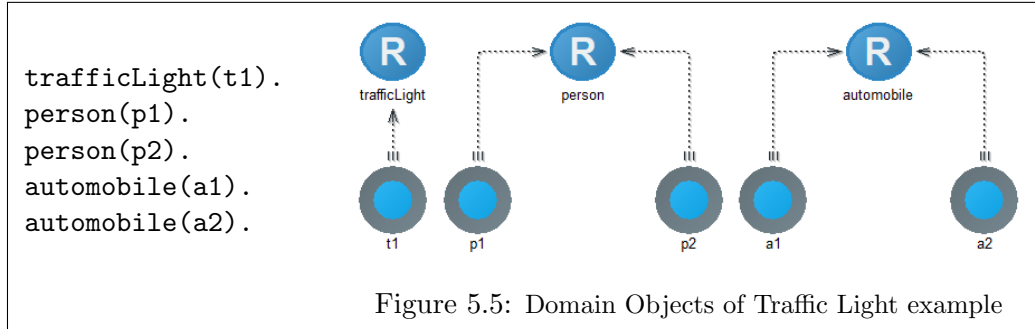 trafficLight(t1).
person(p1).
person(p2).
automobile(a1).
automobile(a2).
R R R
trafficLight person automobile
t1 p1 p2 a1 a2
Figure 5.5: Domain Objects of Traffic Light example